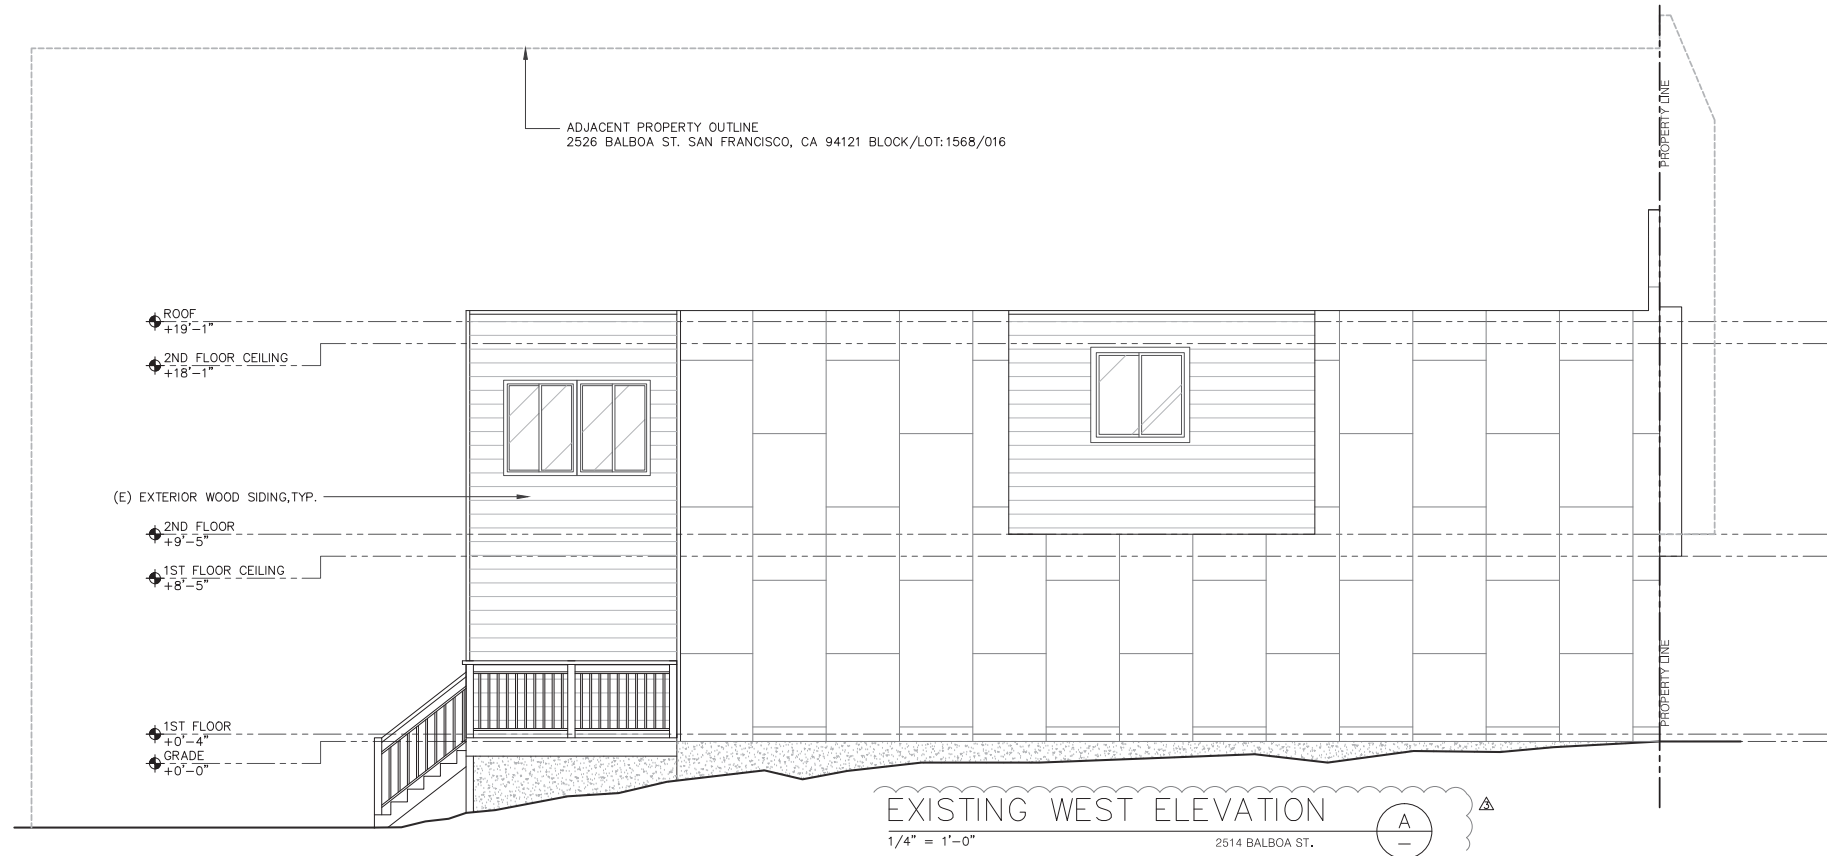 ADJACENT PROPERTY OUTLINE
2526 BALBOA ST. SAN FRANCISCO, CA 94121 BLOCK/LOT:1568/016
PROPERTY LINE
ROOF
+19'-1"
2ND FLOOR CEILING
+18'-1"
(E) EXTERIOR WOOD SIDING,TYP.
2ND FLOOR
+9'-5"
1ST FLOOR CEILING
+8'-5"
PROPERTY LINE
1ST FLOOR
+0'-4"
GRADE
+0'-0"
EXISTING WEST ELEVATION
A
3
1/4" = 1'-0"
2514 BALBOA ST.
—